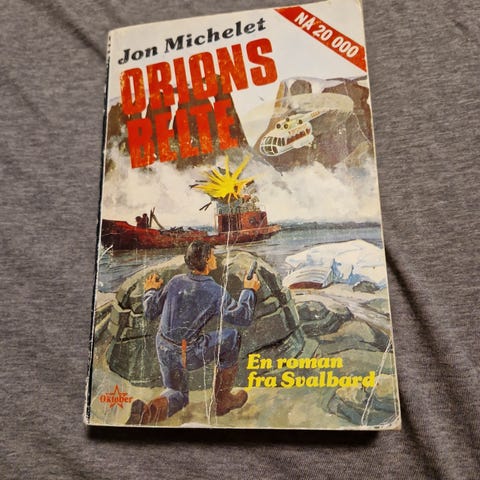 Jon Michelet
NÅ 20 000
ORIONS
BELTE
En roman
fra Svalbard
Oktober